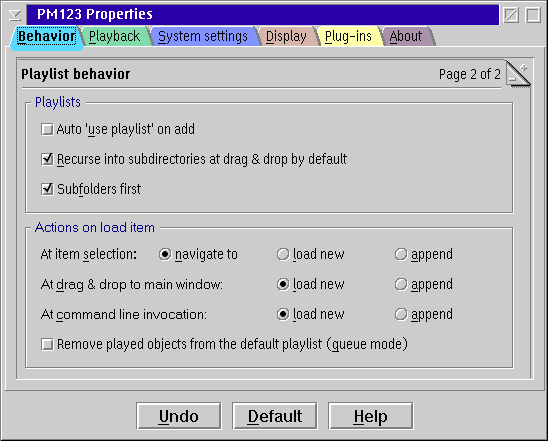 PM123 Properties
Behavior Playback System settings Display Plug-ins About
Playlist behavior Page 2 of 2
Playlists
Auto 'use playlist' on add
Recurse into subdirectories at drag & drop by default
Subfolders first
Actions on load item
At item selection: navigate to load new append
At drag & drop to main window: load new append
At command line invocation: load new append
Remove played objects from the default playlist (queue mode)
Undo Default Help